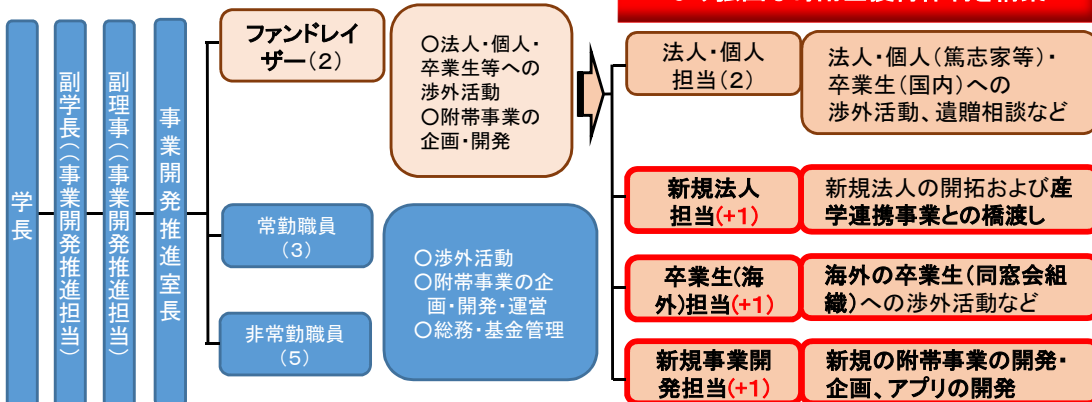 学長
副学長((事業開発推進担当)
副理事((事業開発推進担当)
事業開発推進室長
ファンドレイ
ザー(2)
○法人・個人・
卒業生等への
渉外活動
○附帯事業の
企画・開発
常勤職員
(3)
非常勤職員
(5)
○渉外活動
○附帯事業の企
画・開発・運営
○総務・基金管理
法人・個人
担当(2)
法人・個人(篤志家等)・
卒業生(国内)への
渉外活動、遺贈相談など
新規法人
担当(+1)
新規法人の開拓および産
学連携事業との橋渡し
卒業生(海
外)担当(+1)
海外の卒業生(同窓会組
織)への渉外活動など
新規事業開
発担当(+1)
新規の附帯事業の開発・
企画、アプリの開発